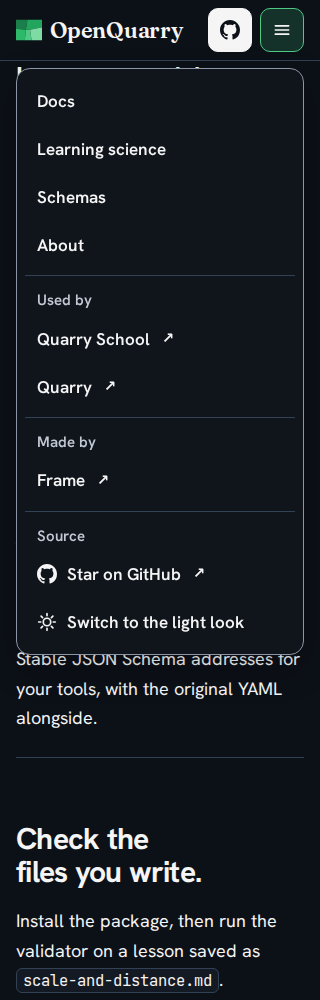 OpenQuarry
Docs
Learning science
Schemas
About
Used by
Quarry School ↗
Quarry ↗
Made by
Frame ↗
Source
Star on GitHub ↗
Switch to the light look
Stable JSON Schema addresses for
your tools, with the original YAML
alongside.
Check the
files you write.
Install the package, then run the
validator on a lesson saved as
scale-and-distance.md.